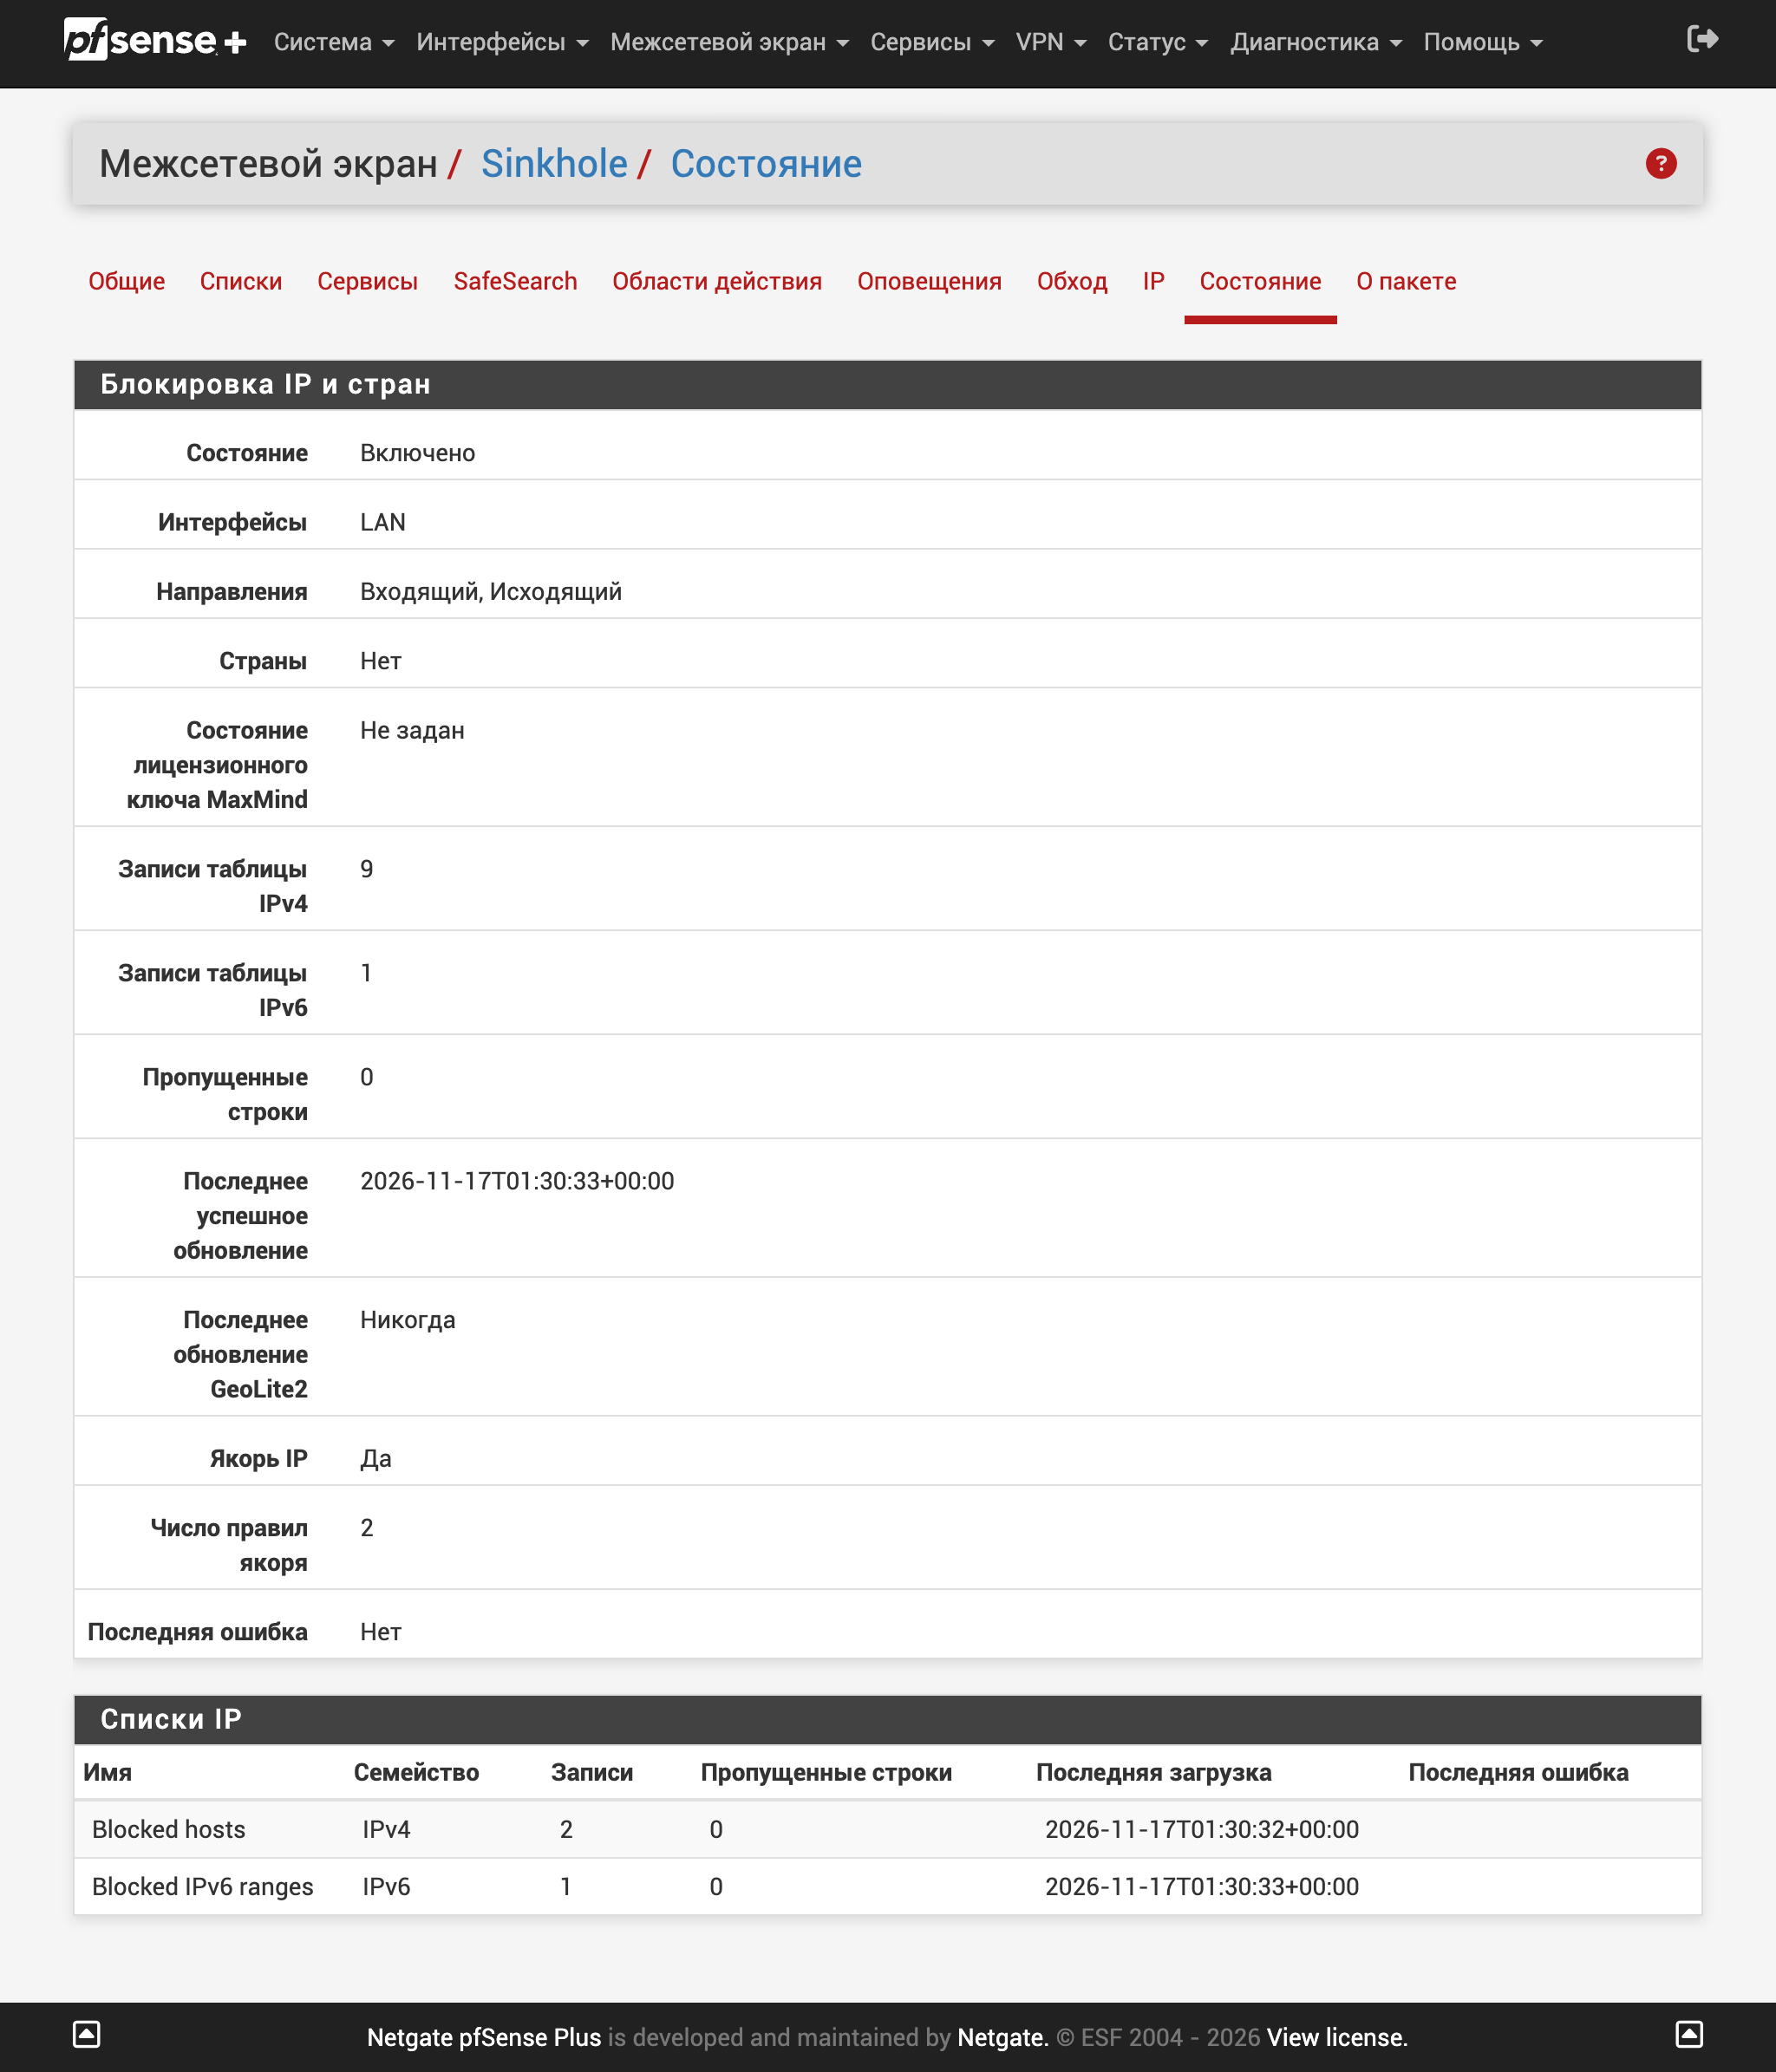 pfsense+ Система Интерфейсы Межсетевой экран Сервисы VPN Статус Диагностика Помощь
Межсетевой экран / Sinkhole / Состояние
?
Общие Списки Сервисы SafeSearch Области действия Оповещения Обход IP Состояние О пакете
Блокировка IP и стран
Состояние Включено
Интерфейсы LAN
Направления Входящий, Исходящий
Страны Нет
Состояние Не задан
лицензионного
ключа MaxMind
Записи таблицы 9
IPv4
Записи таблицы 1
IPv6
Пропущенные 0
строки
Последнее 2026-11-17T01:30:33+00:00
успешное
обновление
Последнее Никогда
обновление
GeoLite2
Якорь IP Да
Число правил 2
якоря
Последняя ошибка Нет
Списки IP
Имя Семейство Записи Пропущенные строки Последняя загрузка Последняя ошибка
Blocked hosts IPv4 2 0 2026-11-17T01:30:32+00:00
Blocked IPv6 ranges IPv6 1 0 2026-11-17T01:30:33+00:00
Netgate pfSense Plus is developed and maintained by Netgate. © ESF 2004 - 2026 View license.